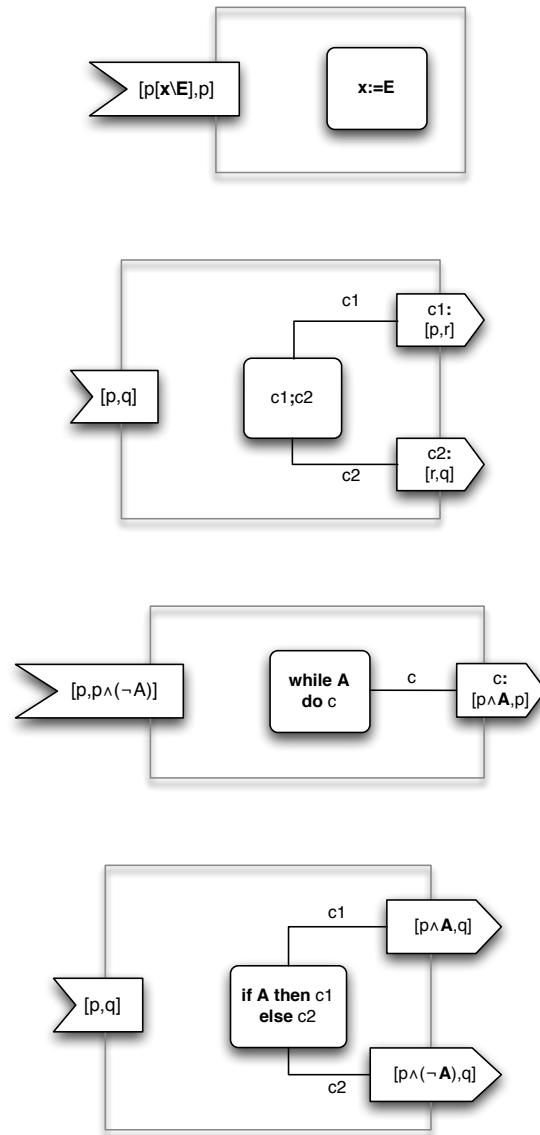 [p[x\E],p]
x:=E
c1
c1:
[p,r]
[p,q]
c1;c2
c2:
[r,q]
c2
[p,p∧(¬A)]
while A
do c
c
c:
[p∧A,p]
c1
[p∧A,q]
[p,q]
if A then c1
else c2
c2
[p∧(¬A),q]